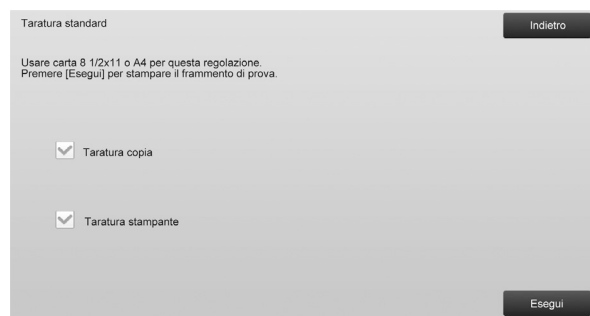 Taratura standard
Indietro
Usare carta 8 1/2x11 o A4 per questa regolazione.
Premere [Esegui] per stampare il frammento di prova.
Taratura copia
Taratura stampante
Esegui